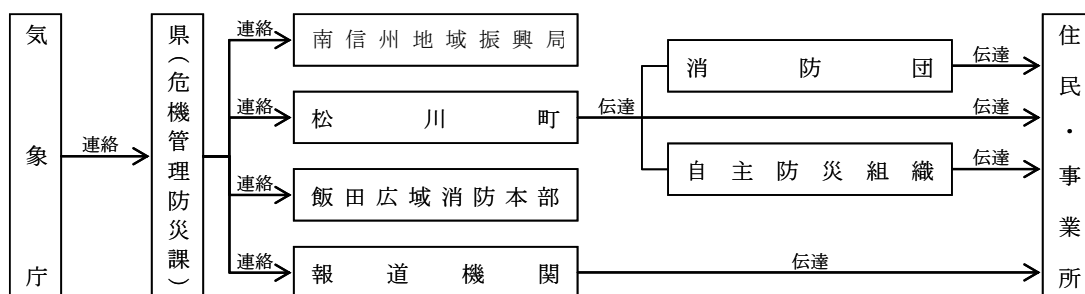 気象庁
連絡
県（危機管理防災課）
連絡
南信州地域振興局
連絡
松川町
伝達
消防団
伝達
伝達
自主防災組織
伝達
連絡
飯田広域消防本部
連絡
報道機関
伝達
住民・事業所